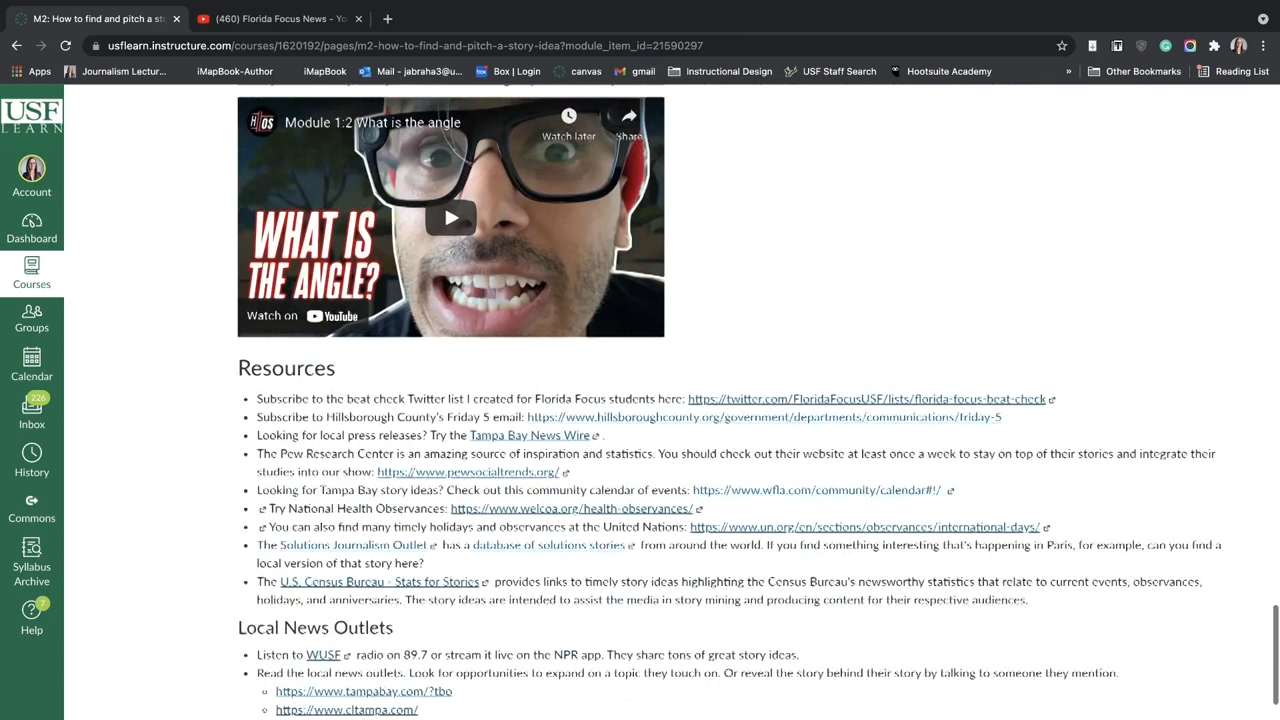 M2: How to find and pitch a st
(460) Florida Focus News - Yo
usflearn.instructure.com/courses/1620192/pages/m2-how-to-find-and-pitch-a-story-idea?module_item_id=21590297
Apps Journalism Lectur... iMapBook-Author iMapBook Mail - jabraha3@u... Box | Login canvas gmail Instructional Design USF Staff Search Hootsuite Academy » Other Bookmarks Reading List
USF
LEARN
Account
Dashboard
Courses
Groups
Calendar
226
Inbox
History
Commons
Syllabus
Archive
7
Help
HOS
Module 1:2 What is the angle
Watch later
Share
WHAT IS
THE ANGLE?
Watch on YouTube
Resources
Subscribe to the beat check Twitter list I created for Florida Focus students here: https://twitter.com/FloridaFocusUSF/lists/florida-focus-beat-check
Subscribe to Hillsborough County's Friday 5 email: https://www.hillsboroughcounty.org/government/departments/communications/friday-5
Looking for local press releases? Try the Tampa Bay News Wire .
The Pew Research Center is an amazing source of inspiration and statistics. You should check out their website at least once a week to stay on top of their stories and integrate their
studies into our show: https://www.pewsocialtrends.org/
Looking for Tampa Bay story ideas? Check out this community calendar of events: https://www.wfla.com/community/calendar#!/
Try National Health Observances: https://www.welcoa.org/health-observances/
You can also find many timely holidays and observances at the United Nations: https://www.un.org/en/sections/observances/international-days/
The Solutions Journalism Outlet has a database of solutions stories from around the world. If you find something interesting that's happening in Paris, for example, can you find a
local version of that story here?
The U.S. Census Bureau - Stats for Stories provides links to timely story ideas highlighting the Census Bureau's newsworthy statistics that relate to current events, observances,
holidays, and anniversaries. The story ideas are intended to assist the media in story mining and producing content for their respective audiences.
Local News Outlets
Listen to WUSF radio on 89.7 or stream it live on the NPR app. They share tons of great story ideas.
Read the local news outlets. Look for opportunities to expand on a topic they touch on. Or reveal the story behind their story by talking to someone they mention.
https://www.tampabay.com/?tbo
https://www.cltampa.com/